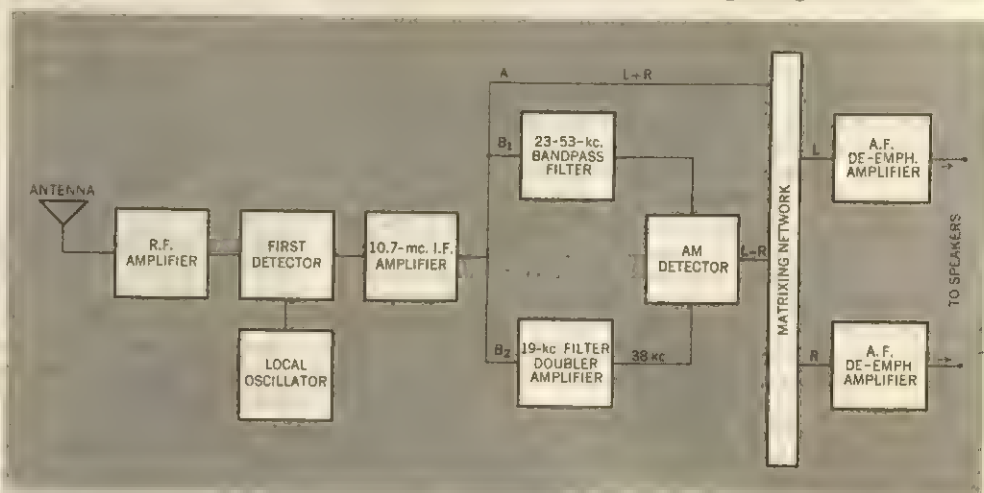 A
L+R
ANTENNA
R.F.
AMPLIFIER
FIRST
DETECTOR
LOCAL
OSCILLATOR
10.7-mc. I.F.
AMPLIFIER
B1
23-53-kc.
BANDPASS
FILTER
B2
19-kc FILTER
DOUBLER
AMPLIFIER
38 KC
AM
DETECTOR
L-R
MATRIXING NETWORK
L
A.F.
DE-EMPH.
AMPLIFIER
R
A.F.
DE-EMPH
AMPLIFIER
TO SPEAKERS